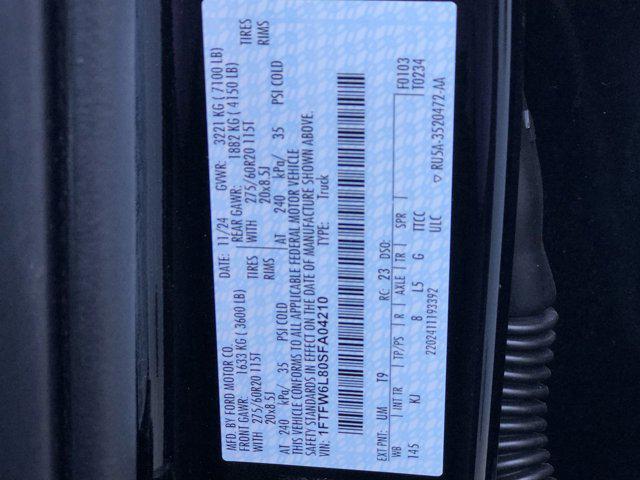 MFD. BY FORD MOTOR CO.
DATE: 11/24 GVWR: 3221 KG ( 7100 LB)
FRONT GAWR: 1633 KG ( 3600 LB) REAR GAWR: 1882 KG ( 4150 LB)
WITH 275/60R20 115T TIRES WITH 275/60R20 115T TIRES
20x8.5J RIMS 20x8.5J RIMS
AT 240 kPa/ 35 PSI COLD AT 240 kPa/ 35 PSI COLD
THIS VEHICLE CONFORMS TO ALL APPLICABLE FEDERAL MOTOR VEHICLE
SAFETY STANDARDS IN EFFECT ON THE DATE OF MANUFACTURE SHOWN ABOVE.
VIN: 1FTFW6L80SFA04210 TYPE: Truck
F0103
T0234
EXT PNT: UM T9 RC: 23 DSO:
WB INT TR TP/PS R AXLE TR SPR
145 KJ 8 L5 G TTCC
ULC
2202411193392
▽ RU5A-3520472-AA